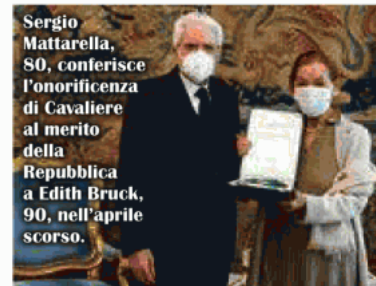 Sergio
Mattarella,
80, conferisce
l'onorificenza
di Cavaliere
al merito
della
Repubblica
a Edith Bruck,
90, nell'aprile
scorso.